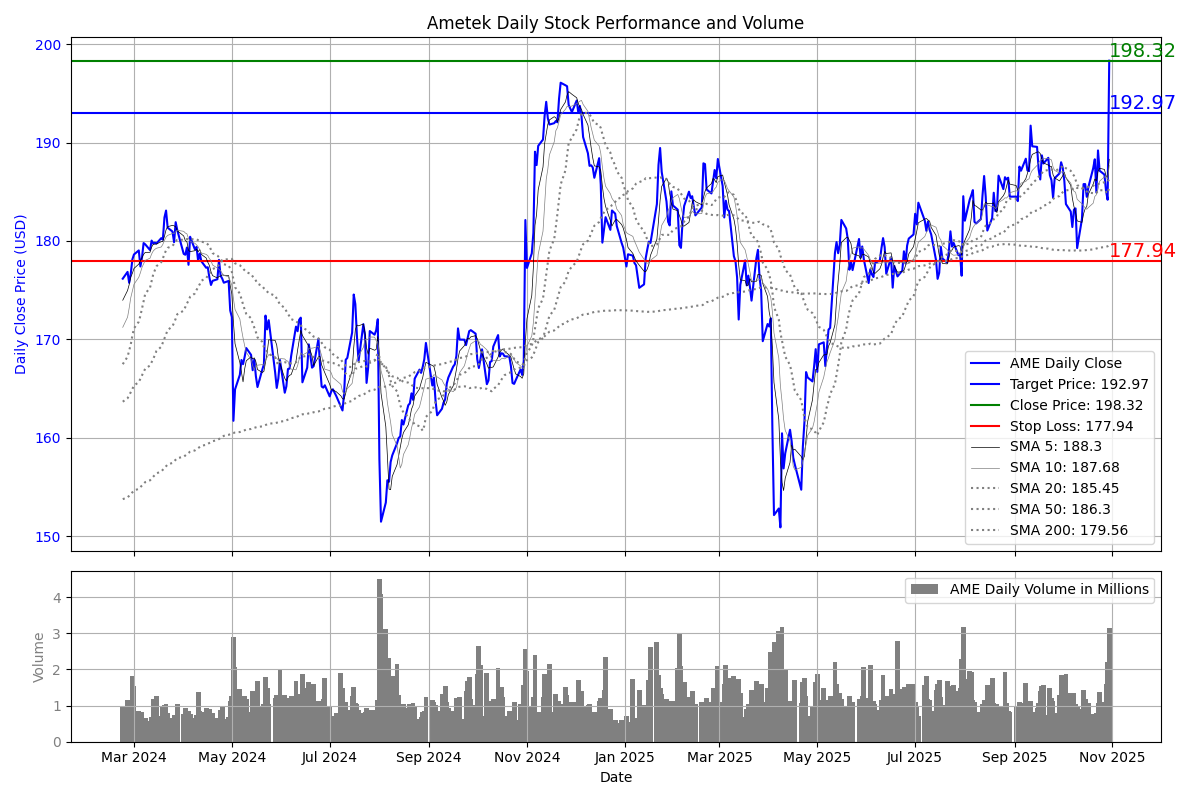 Ametek Daily Stock Performance and Volume
200
190
180
170
160
150
Daily Close Price (USD)
198.32
192.97
177.94
AME Daily Close
Target Price: 192.97
Close Price: 198.32
Stop Loss: 177.94
SMA 5: 188.3
SMA 10: 187.68
SMA 20: 185.45
SMA 50: 186.3
SMA 200: 179.56
AME Daily Volume in Millions
4
3
2
1
0
Volume
Mar 2024 May 2024 Jul 2024 Sep 2024 Nov 2024 Jan 2025 Mar 2025 May 2025 Jul 2025 Sep 2025 Nov 2025
Date